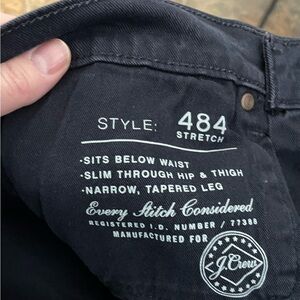 STYLE: 484
STRETCH
·SITS BELOW WAIST
·SLIM THROUGH HIP & THIGH
·NARROW, TAPERED LEG
Every Stitch Considered
REGISTERED I.D. NUMBER / 77388
MANUFACTURED FOR
J.Crew